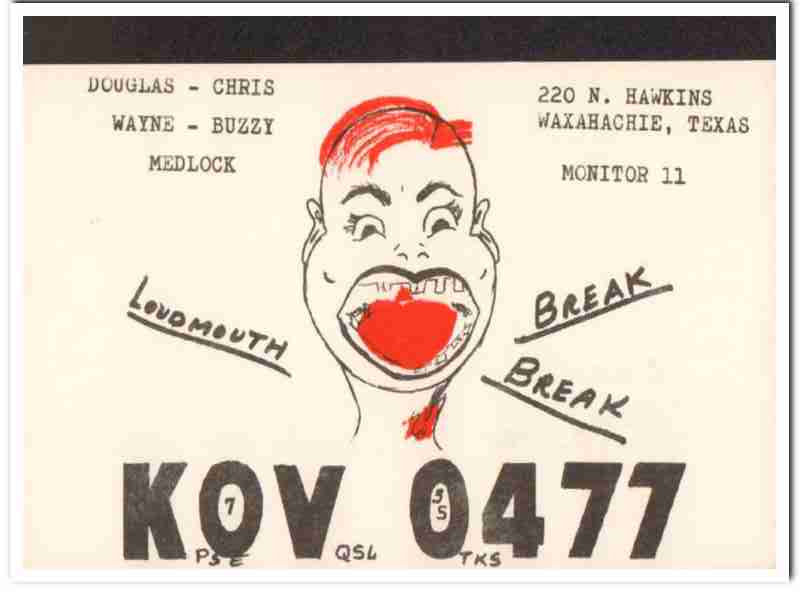 DOUGLAS - CHRIS
WAYNE - BUZZY
MEDLOCK
220 N. HAWKINS
WAXAHACHIE, TEXAS
MONITOR 11
LOUDMOUTH
BREAK
BREAK
KOV 0477
7
3
S
PSE QSL TKS